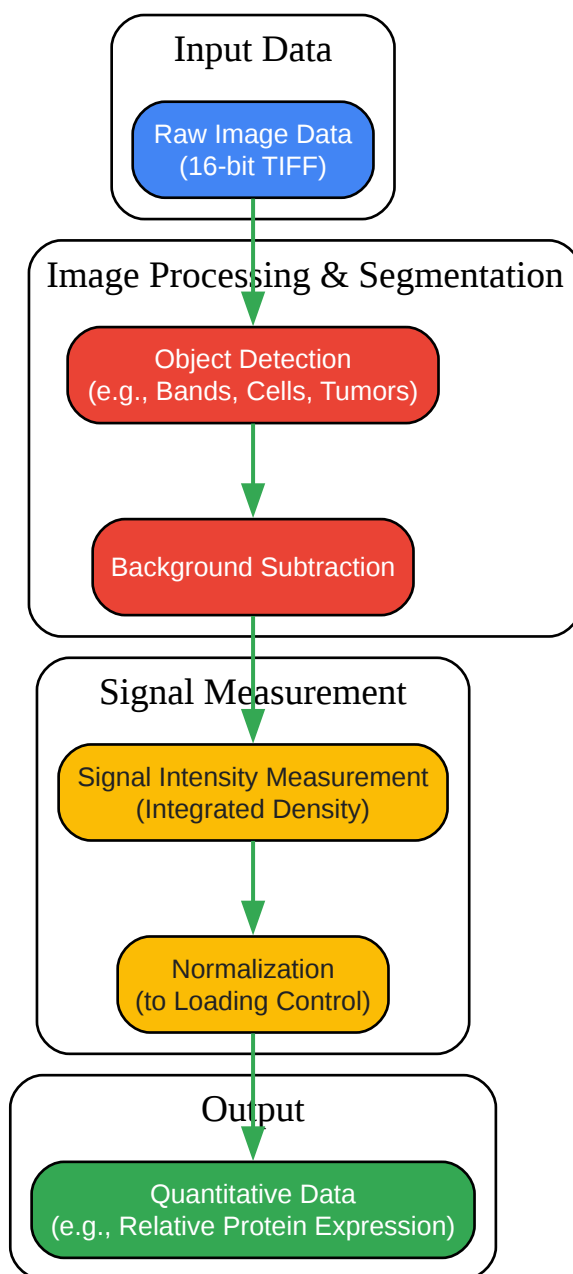 Input Data
Raw Image Data
(16-bit TIFF)
Image Processing & Segmentation
Object Detection
(e.g., Bands, Cells, Tumors)
Background Subtraction
Signal Measurement
Signal Intensity Measurement
(Integrated Density)
Normalization
(to Loading Control)
Output
Quantitative Data
(e.g., Relative Protein Expression)